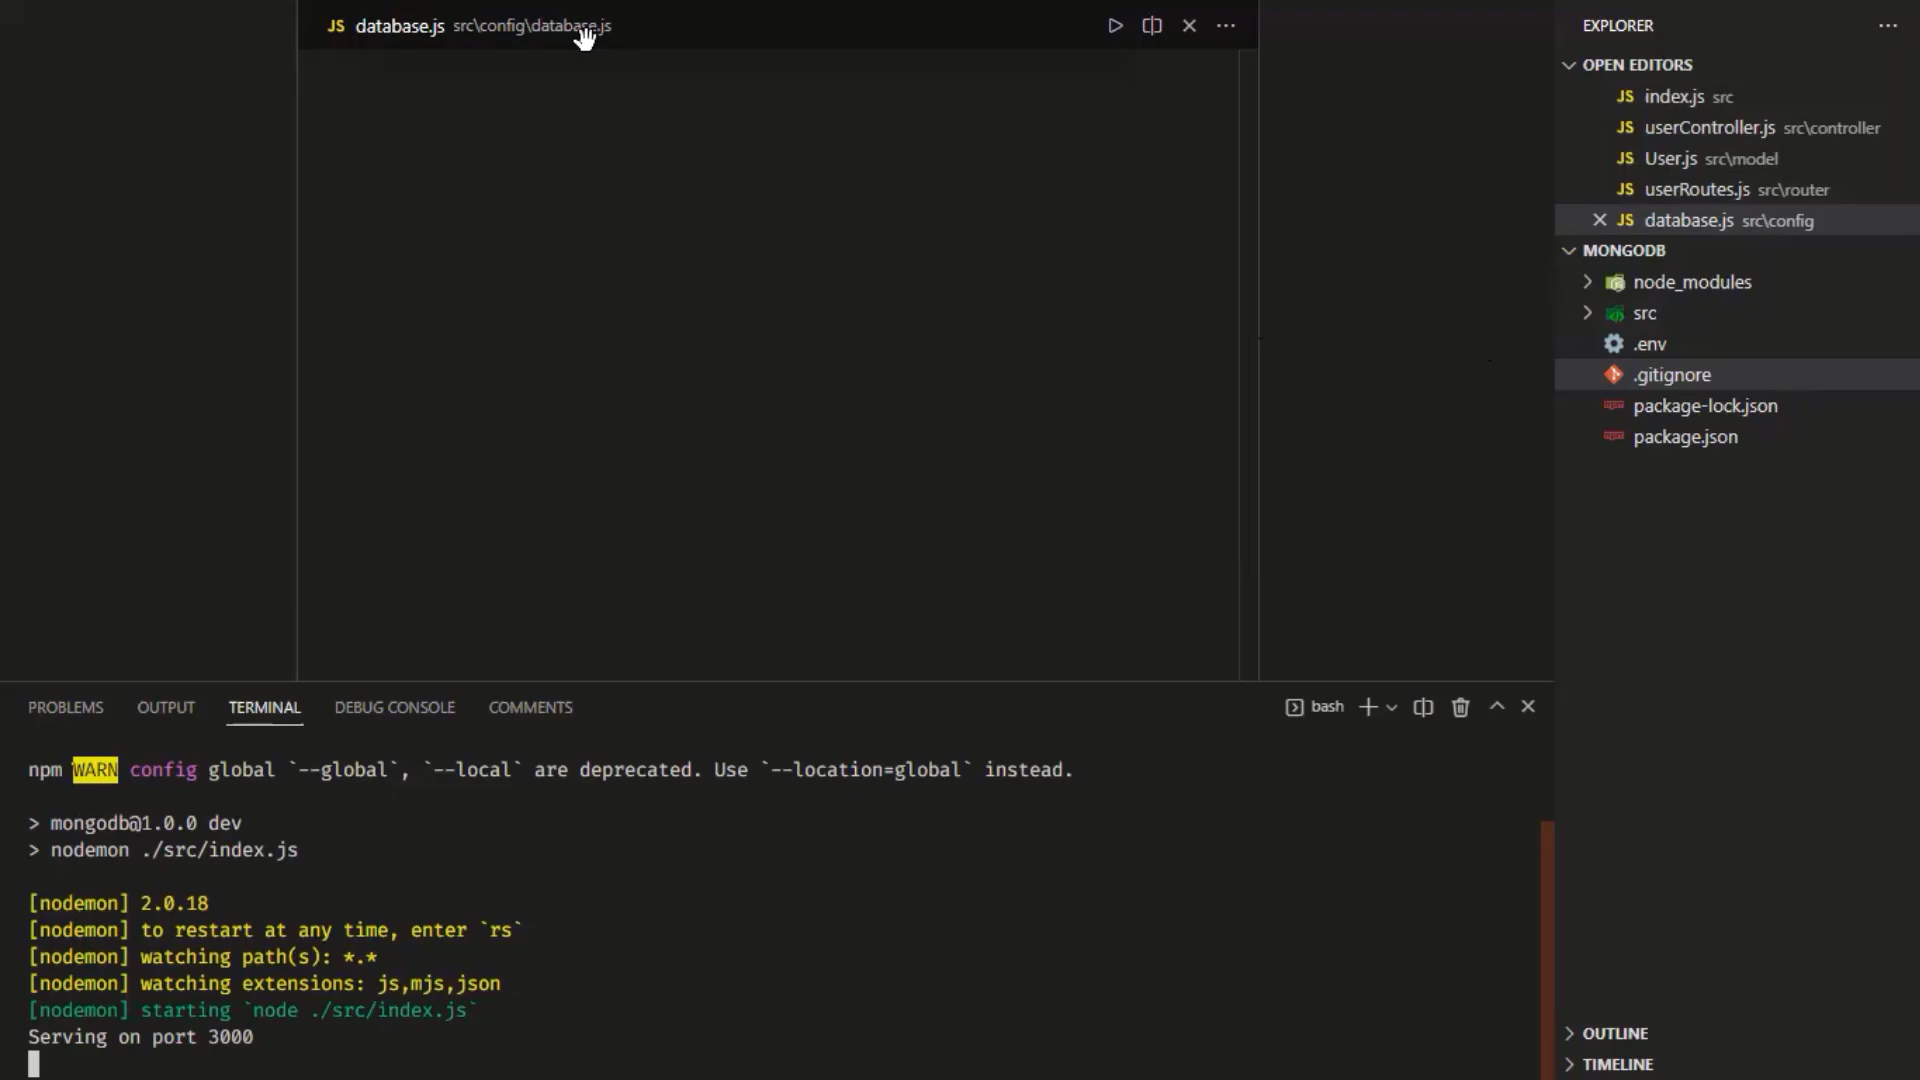 JS database.js src\config\database.js
EXPLORER
OPEN EDITORS
JS index.js src
JS userController.js src\controller
JS User.js src\model
JS userRoutes.js src\router
JS database.js src\config
MONGODB
node_modules
src
.env
.gitignore
package-lock.json
package.json
OUTLINE
TIMELINE
PROBLEMS OUTPUT TERMINAL DEBUG CONSOLE COMMENTS
bash
npm WARN config global `--global`, `--local` are deprecated. Use `--location=global` instead.
> mongodb@1.0.0 dev
> nodemon ./src/index.js
[nodemon] 2.0.18
[nodemon] to restart at any time, enter `rs`
[nodemon] watching path(s): *.*
[nodemon] watching extensions: js,mjs,json
[nodemon] starting `node ./src/index.js`
Serving on port 3000